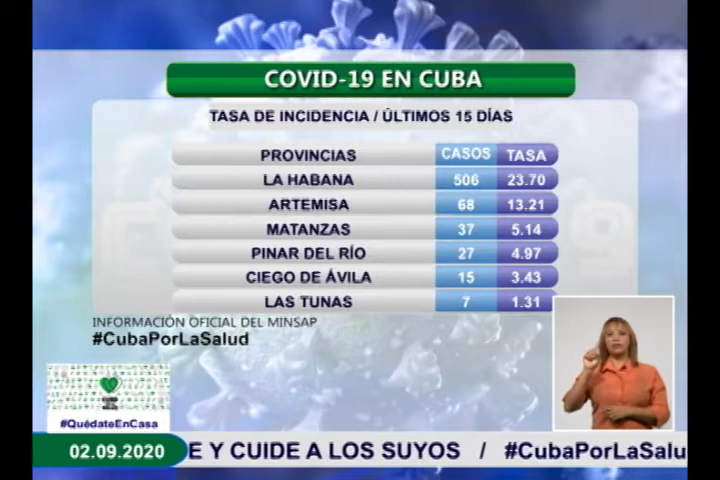 COVID-19 EN CUBA
TASA DE INCIDENCIA / ÚLTIMOS 15 DÍAS
PROVINCIAS CASOS TASA
LA HABANA 506 23.70
ARTEMISA 68 13.21
MATANZAS 37 5.14
PINAR DEL RÍO 27 4.97
CIEGO DE ÁVILA 15 3.43
LAS TUNAS 7 1.31
INFORMACIÓN OFICIAL DEL MINSAP
#CubaPorLaSalud
#QuédateEnCasa
02.09.2020 E Y CUIDE A LOS SUYOS / #CubaPorLaSalu